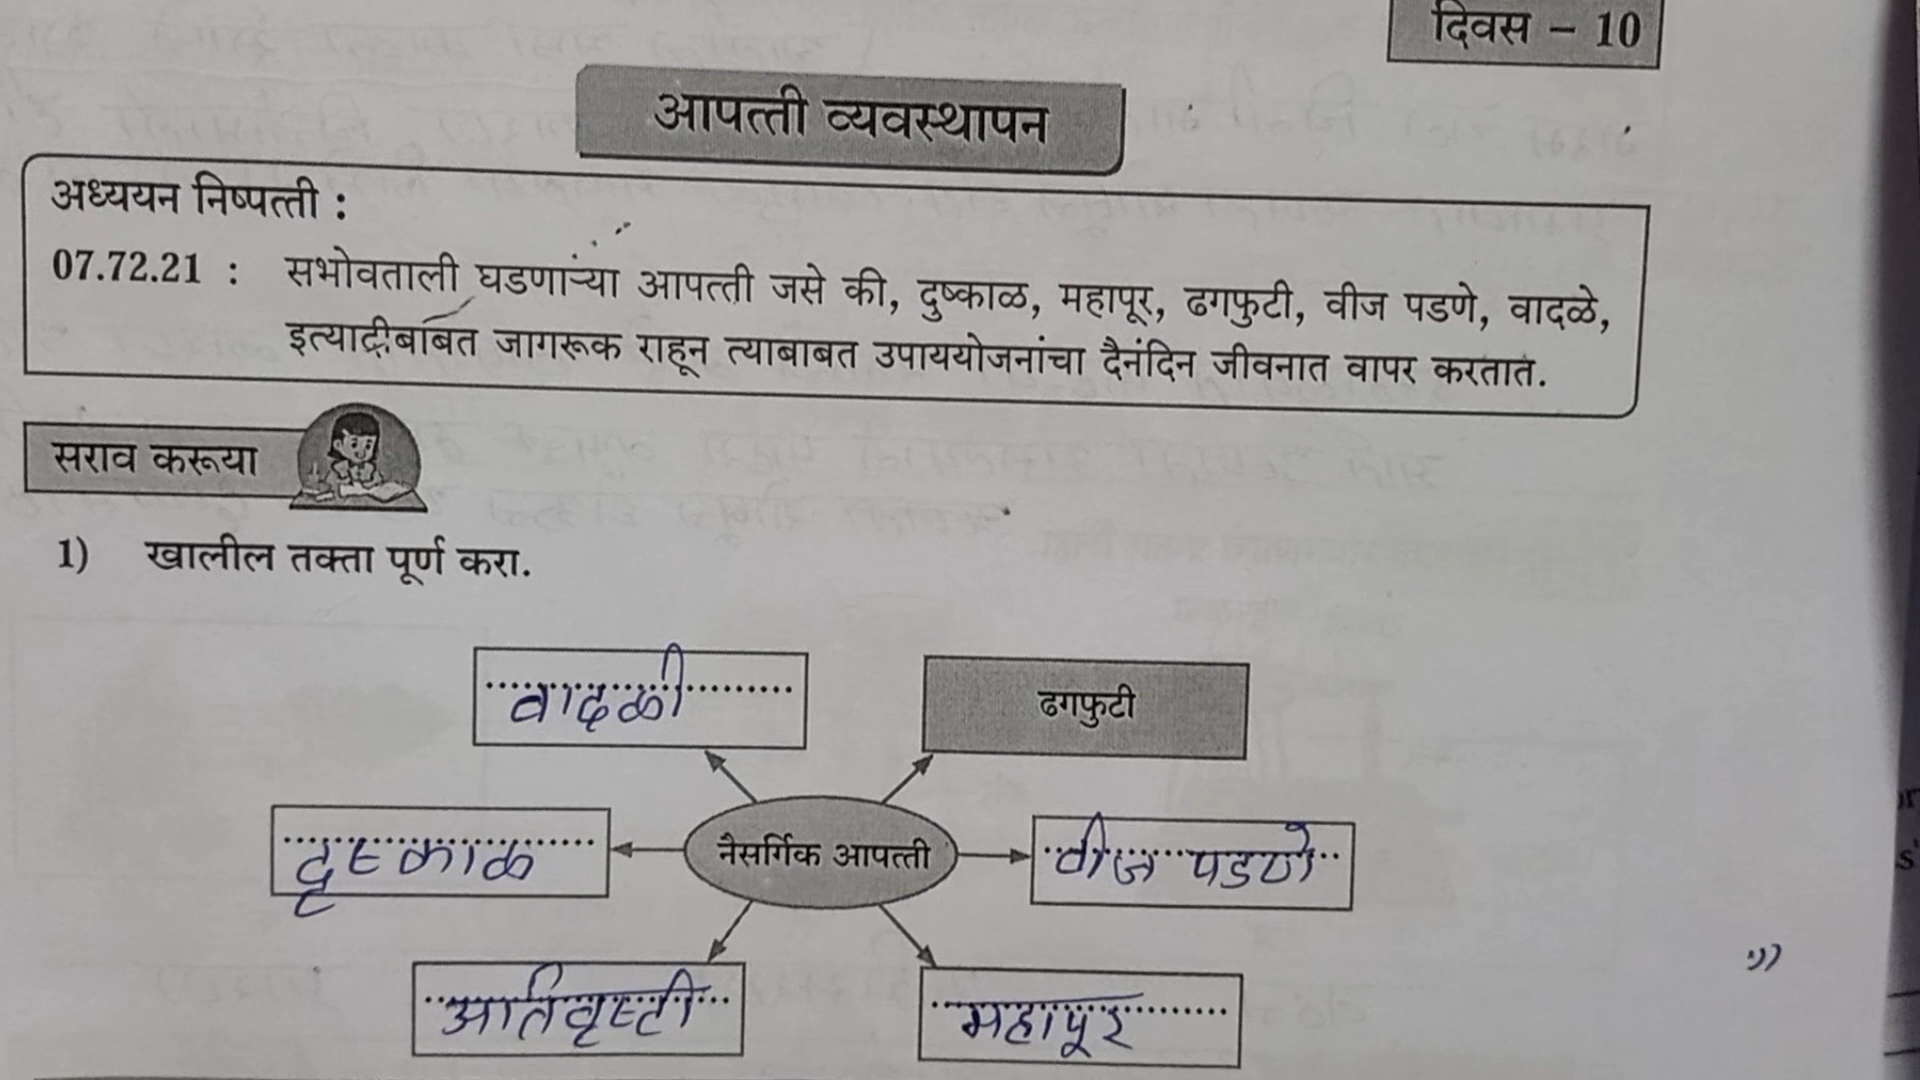 दिवस – 10
आपत्ती व्यवस्थापन
अध्ययन निष्पत्ती :
07.72.21 : सभोवताली घडणाऱ्या आपत्ती जसे की, दुष्काळ, महापूर, ढगफुटी, वीज पडणे, वादळे,
इत्यादींबाबत जागरूक राहून त्याबाबत उपाययोजनांचा दैनंदिन जीवनात वापर करतात.
सराव करूया
1) खालील तक्ता पूर्ण करा.
वादळी
ढगफुटी
दुष्काळ
नैसर्गिक आपत्ती
वीज पडणे
अतिवृष्टी
महापूर